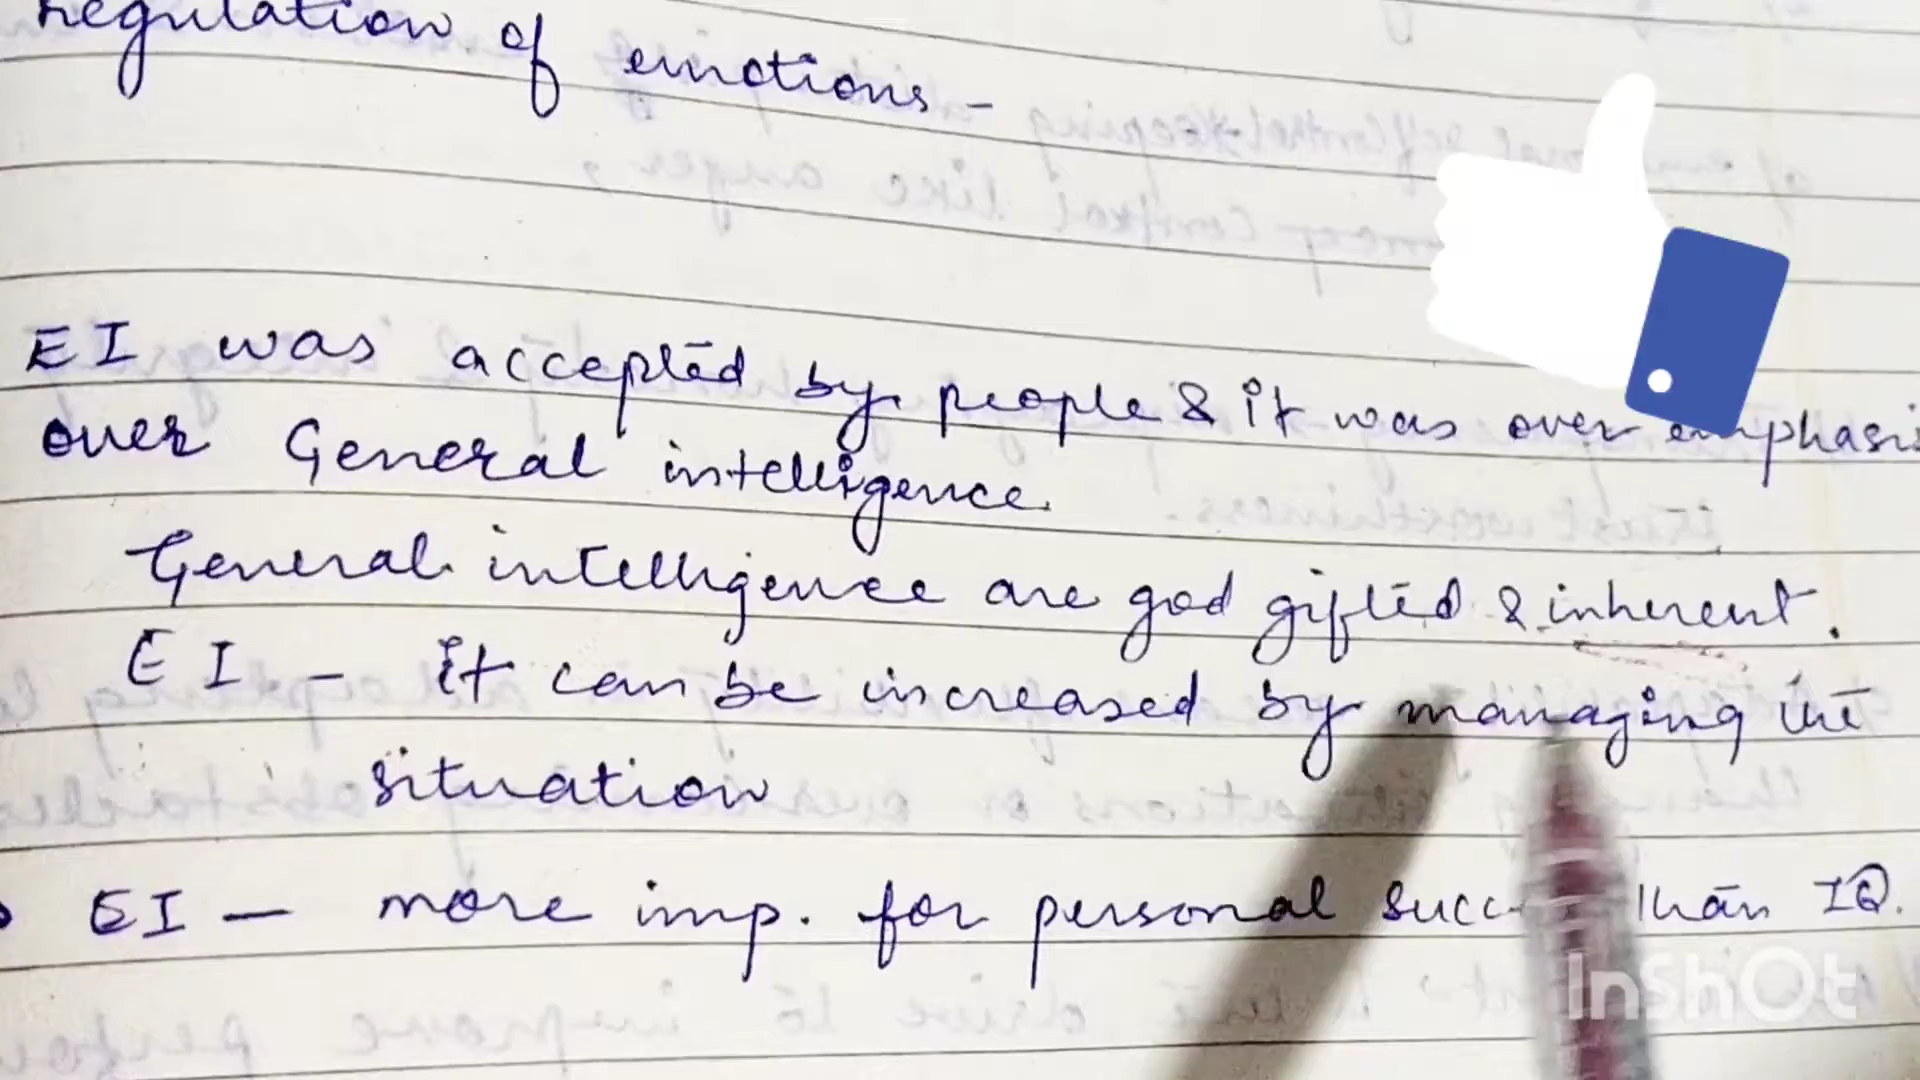 Regulation of emotions -
EI was accepted by people & it was over emphasis
over General intelligence.
General intelligence are god gifted & inherent.
EI - it can be increased by managing the
situation
EI - more imp. for personal succ than IQ.
InShOt